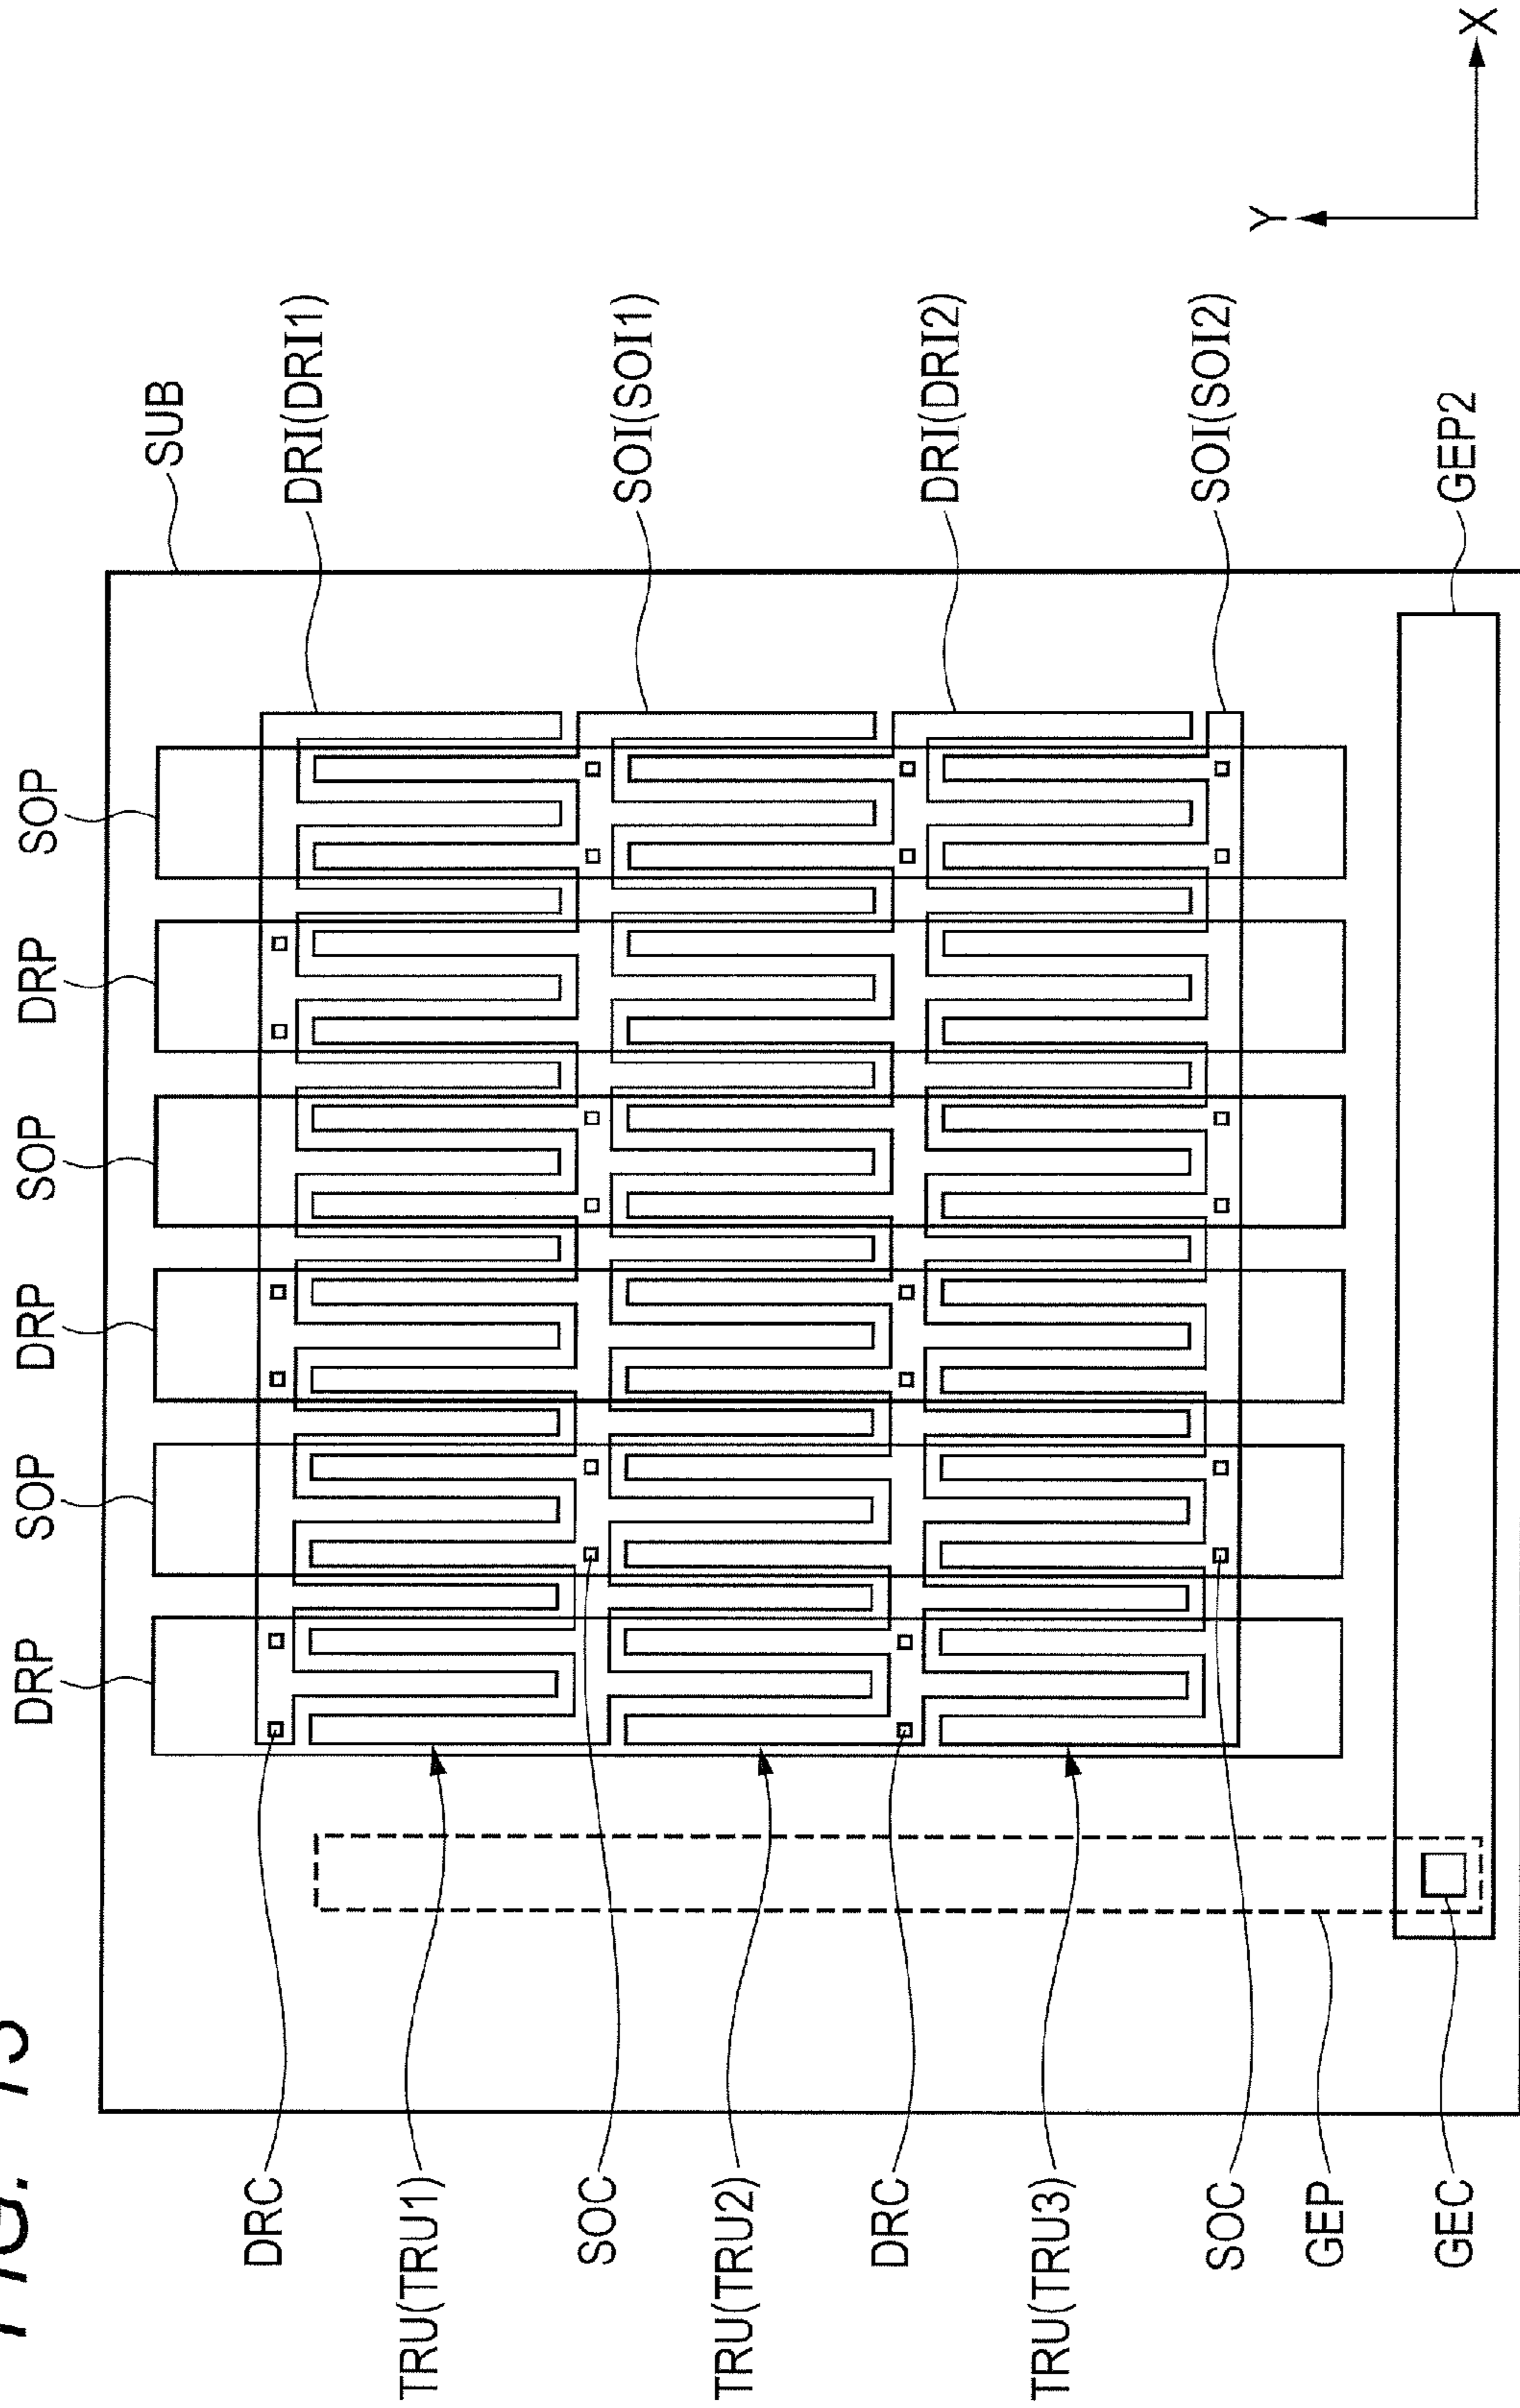 FIG.
DRP
SOP
DRP
SOP
DRP
SOP
SUB
DRC
DRI(DRI1)
TRU(TRU1)
SOC
SOI(SOI1)
TRU(TRU2)
DRC
DRI(DRI2)
TRU(TRU3)
SOC
SOI(SOI2)
Y
GEP
GEC
GEP2
X